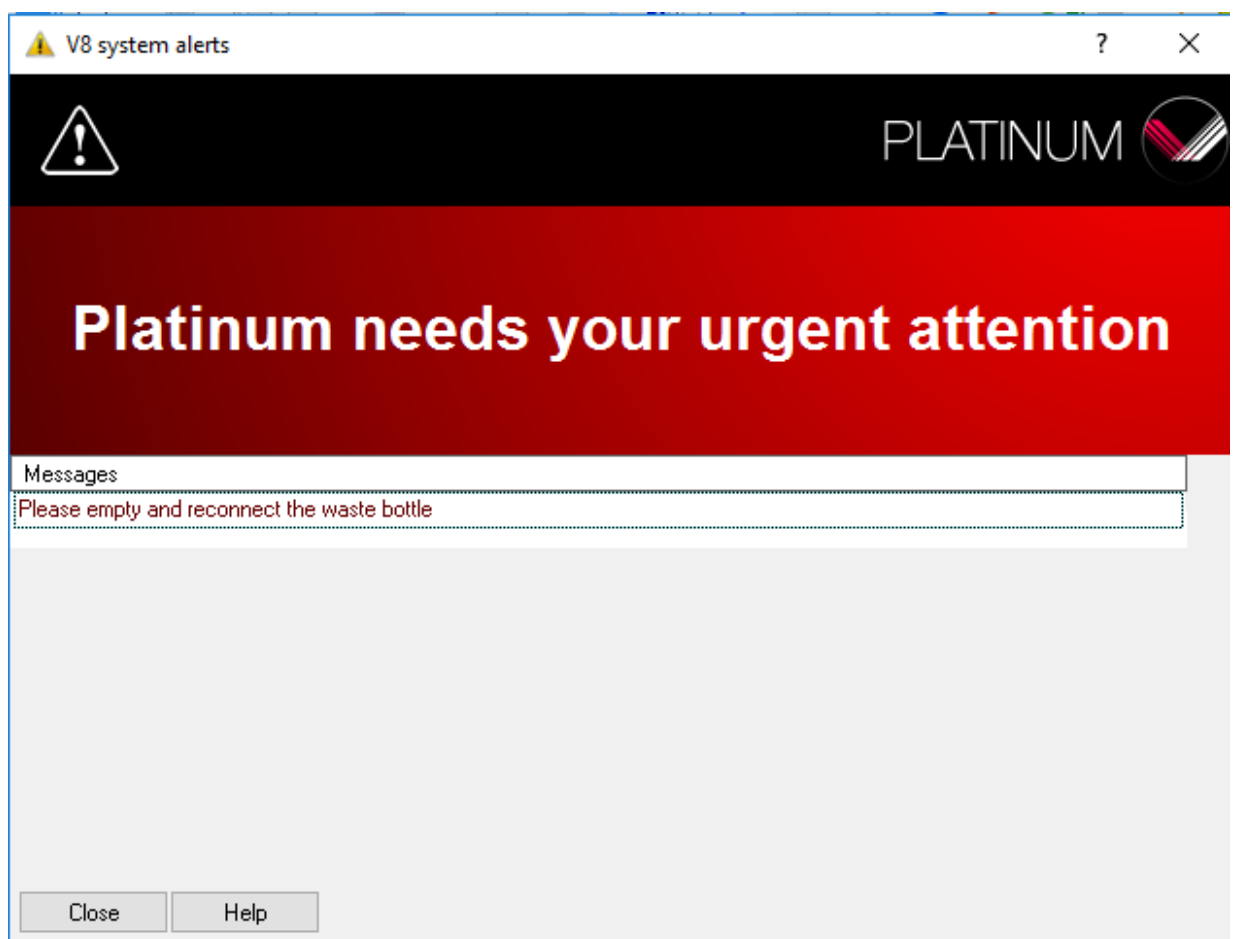 V8 system alerts
PLATINUM
Platinum needs your urgent attention
Messages
Please empty and reconnect the waste bottle
Close Help